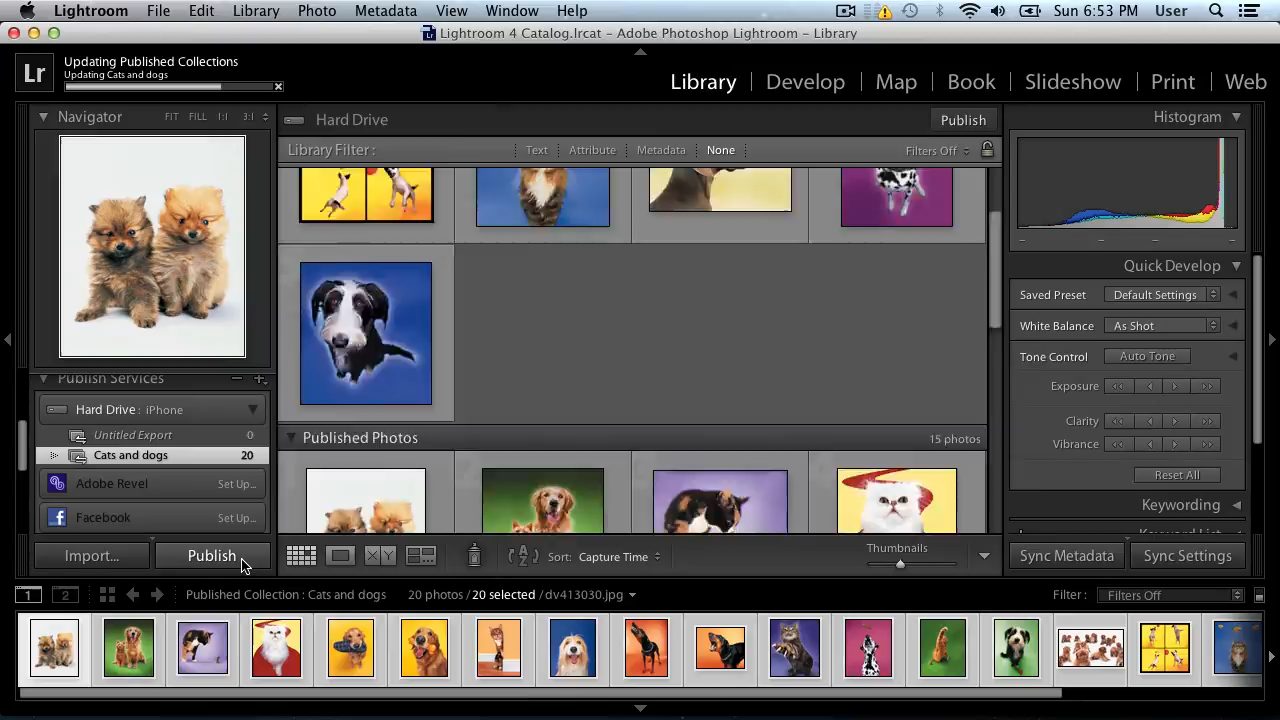 Lightroom File Edit Library Photo Metadata View Window Help Sun 6:53 PM User
Lightroom 4 Catalog.lrcat - Adobe Photoshop Lightroom - Library
Lr
Updating Published Collections
Updating Cats and dogs
Library | Develop | Map | Book | Slideshow | Print | Web
Navigator FIT FILL 1:1 3:1
Hard Drive Publish
Histogram
Library Filter : Text Attribute Metadata None Filters Off
Quick Develop
Saved Preset Default Settings
White Balance As Shot
Tone Control Auto Tone
Exposure
Clarity
Vibrance
Reset All
Keywording
Keyword List
Publish Services
Hard Drive : iPhone
Untitled Export 0
Cats and dogs 20
Adobe Revel Set Up...
Facebook Set Up...
Published Photos 15 photos
Import... Publish
X Y
A Z
Sort: Capture Time
Thumbnails
Sync Metadata Sync Settings
1 2 Published Collection : Cats and dogs 20 photos / 20 selected / dv413030.jpg
Filter : Filters Off